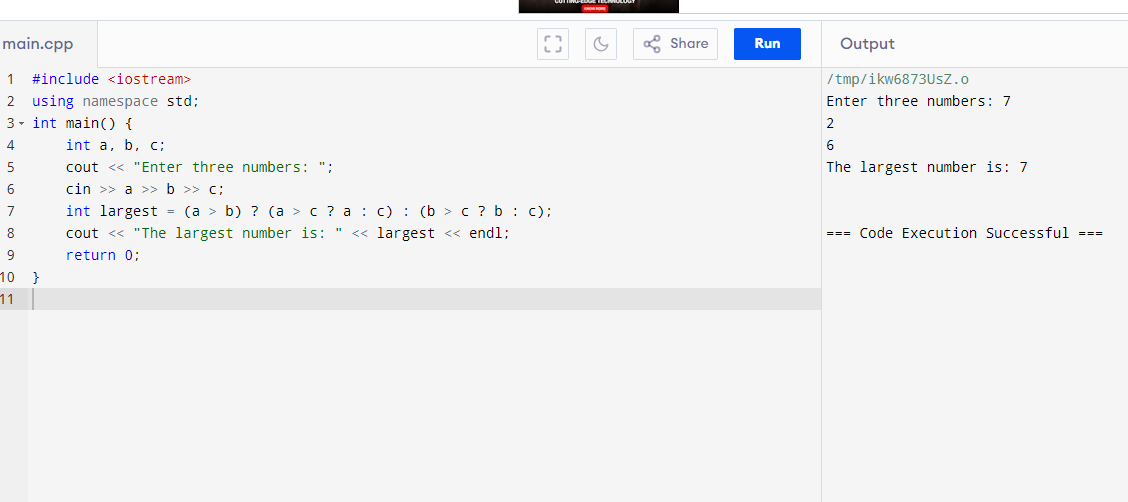 CUTTING-EDGE TECHNOLOGY
KNOW MORE
main.cpp
Share
Run
Output
1 #include <iostream>
2 using namespace std;
3 int main() {
4     int a, b, c;
5     cout << "Enter three numbers: ";
6     cin >> a >> b >> c;
7     int largest = (a > b) ? (a > c ? a : c) : (b > c ? b : c);
8     cout << "The largest number is: " << largest << endl;
9     return 0;
10 }
11
/tmp/ikw6873UsZ.o
Enter three numbers: 7
2
6
The largest number is: 7
=== Code Execution Successful ===